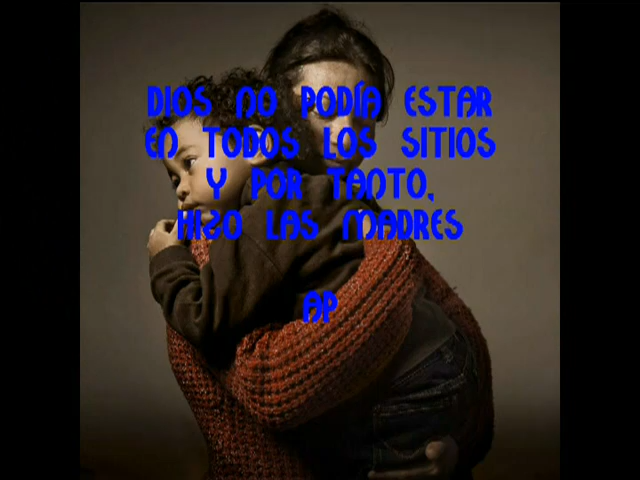 DIOS NO PODÍA ESTAR
EN TODOS LOS SITIOS
Y POR TANTO,
HIZO LAS MADRES
AP